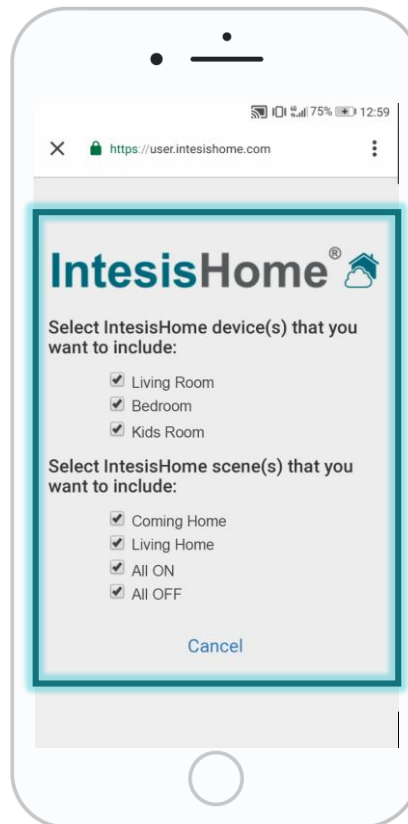 75% 12:59
https://user.intesishome.com
IntesisHome®
Select IntesisHome device(s) that you
want to include:
Living Room
Bedroom
Kids Room
Select IntesisHome scene(s) that you
want to include:
Coming Home
Living Home
All ON
All OFF
Cancel